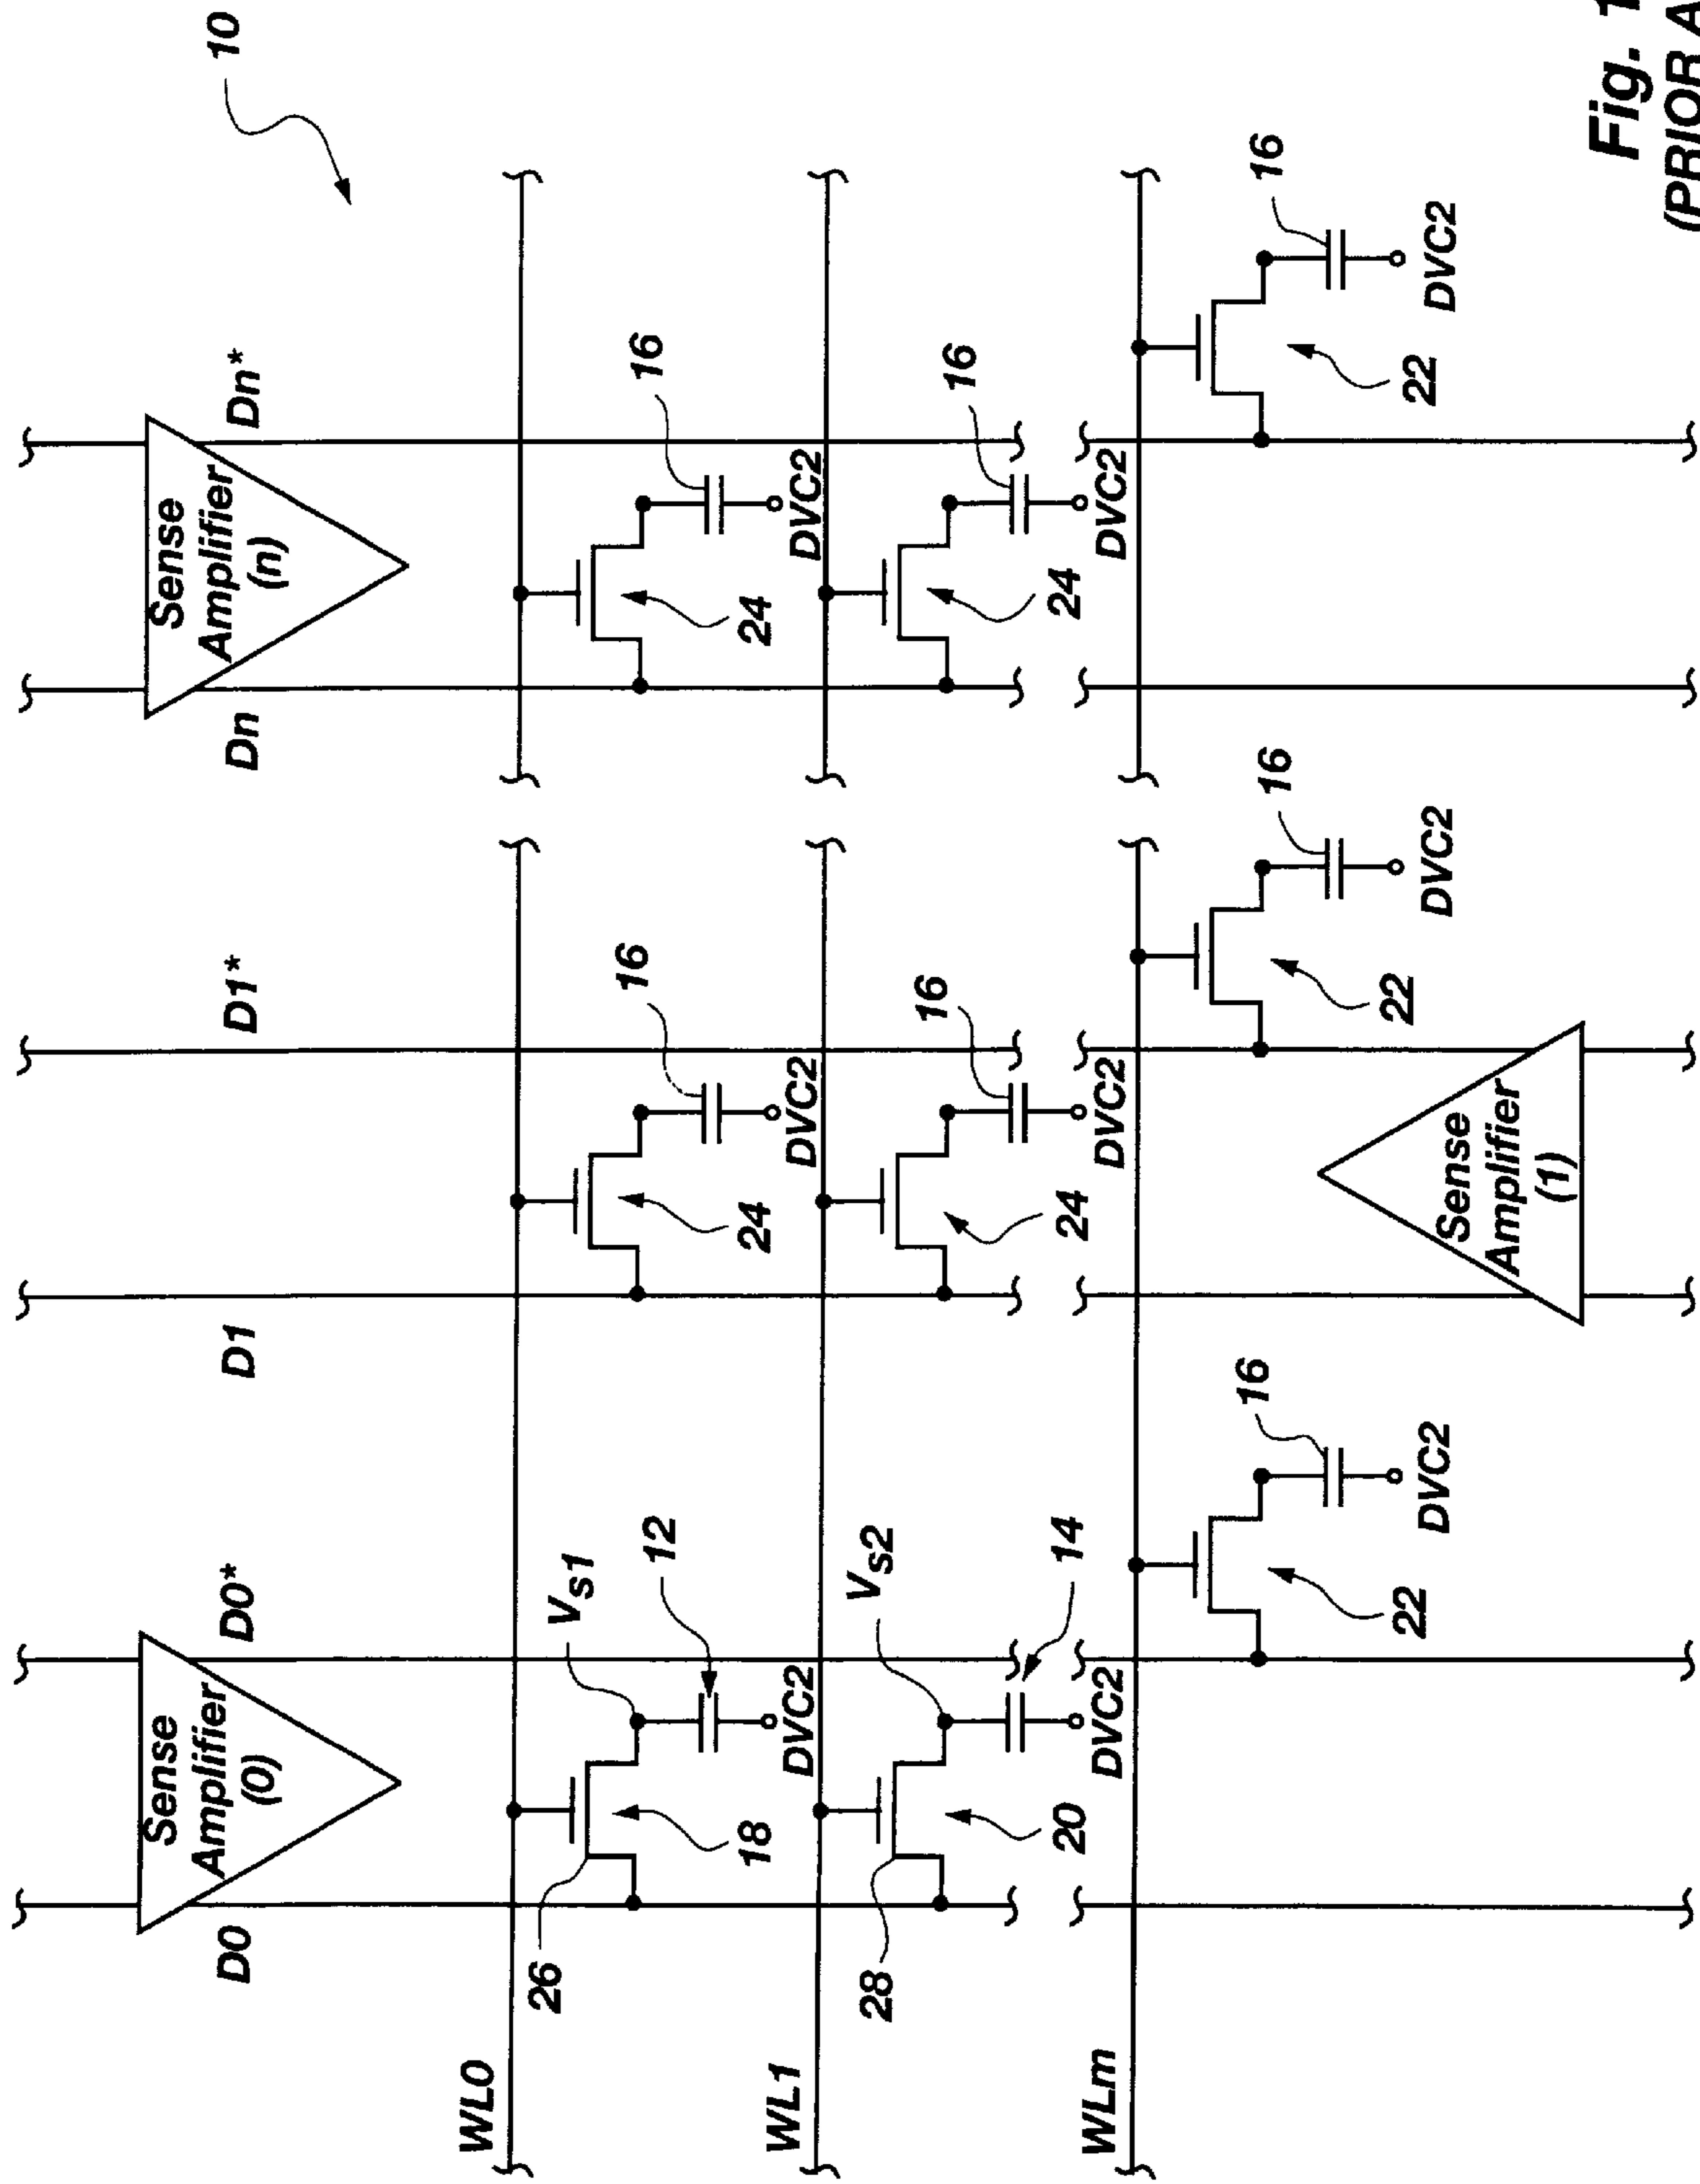 10
Sense
Amplifier
(0)
Sense
Amplifier
(n)
D0
D0*
D1
D1*
Dn
Dn*
WL0
26
Vs1
12
16
16
18
24
24
DVC2
DVC2
DVC2
WL1
28
Vs2
14
16
16
20
24
24
DVC2
DVC2
DVC2
WLm
16
16
16
22
22
22
DVC2
DVC2
DVC2
Sense
Amplifier
(1)
Fig. 1
(PRIOR